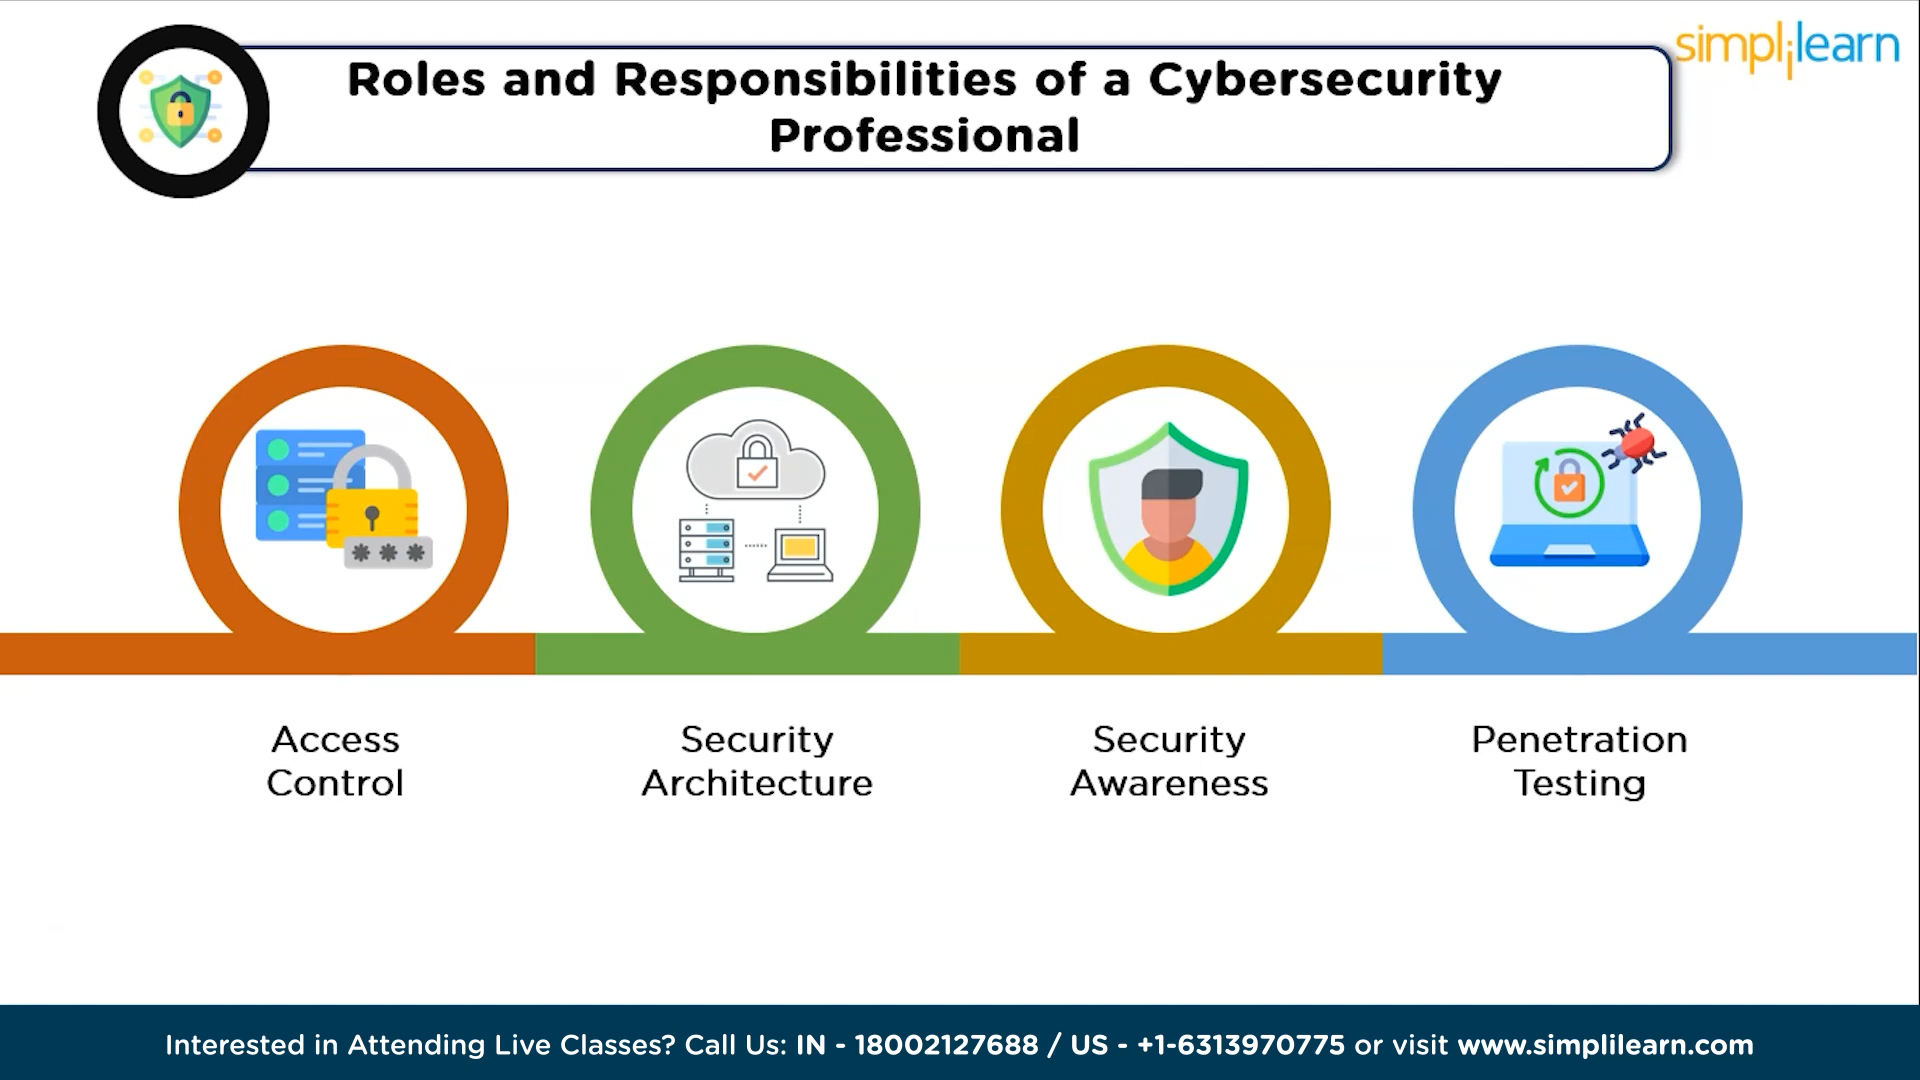 simplilearn
Roles and Responsibilities of a Cybersecurity
Professional
Access
Control
Security
Architecture
Security
Awareness
Penetration
Testing
Interested in Attending Live Classes? Call Us: IN - 18002127688 / US - +1-6313970775 or visit www.simplilearn.com